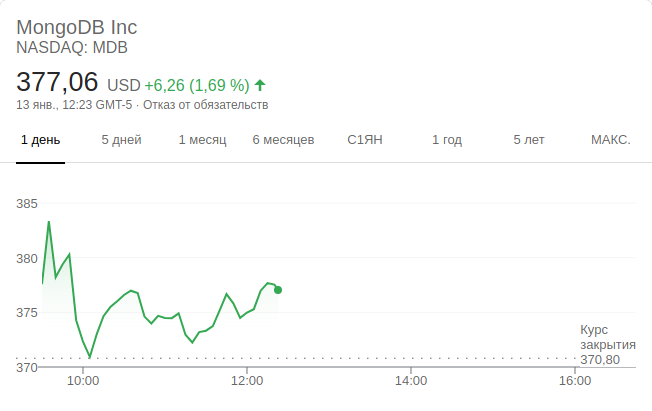 MongoDB Inc
NASDAQ: MDB
377,06 USD +6,26 (1,69 %)
13 янв., 12:23 GMT-5 · Отказ от обязательств
1 день 5 дней 1 месяц 6 месяцев С1ЯН 1 год 5 лет МАКС.
385
380
375
370
Курс
закрытия
370,80
10:00 12:00 14:00 16:00